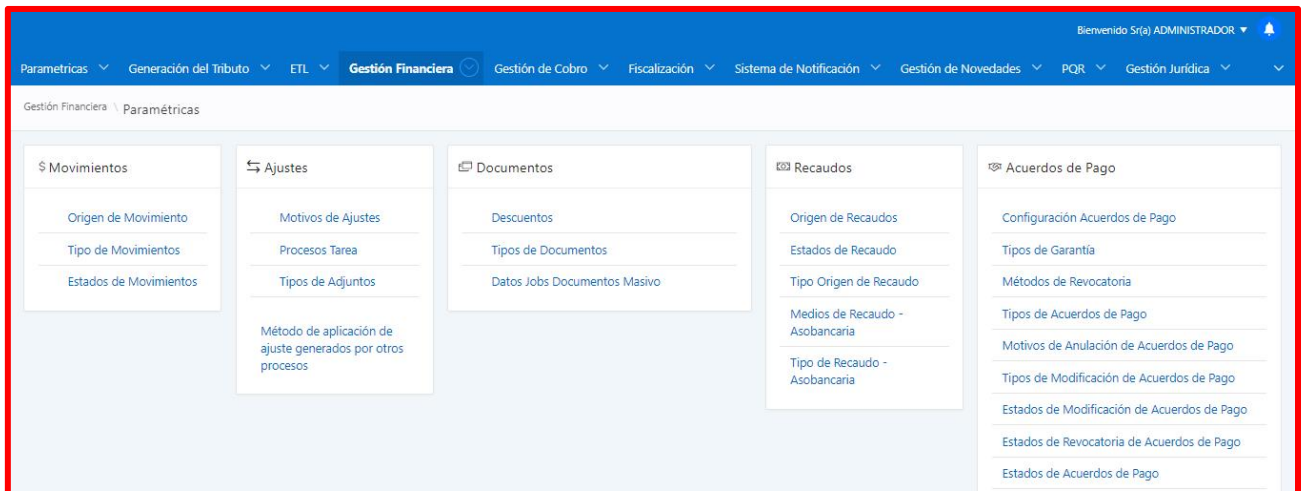 Bienvenido Sr(a) ADMINISTRADOR
Parametricas Generación del Tributo ETL Gestión Financiera Gestión de Cobro Fiscalización Sistema de Notificación Gestión de Novedades PQR Gestión Jurídica
Gestión Financiera \ Paramétricas
$ Movimientos
Origen de Movimiento
Tipo de Movimientos
Estados de Movimientos
Ajustes
Motivos de Ajustes
Procesos Tarea
Tipos de Adjuntos
Método de aplicación de
ajuste generados por otros
procesos
Documentos
Descuentos
Tipos de Documentos
Datos Jobs Documentos Masivo
Recaudos
Origen de Recaudos
Estados de Recaudo
Tipo Origen de Recaudo
Medios de Recaudo -
Asobancaria
Tipo de Recaudo -
Asobancaria
Acuerdos de Pago
Configuración Acuerdos de Pago
Tipos de Garantía
Métodos de Revocatoria
Tipos de Acuerdos de Pago
Motivos de Anulación de Acuerdos de Pago
Tipos de Modificación de Acuerdos de Pago
Estados de Modificación de Acuerdos de Pago
Estados de Revocatoria de Acuerdos de Pago
Estados de Acuerdos de Pago